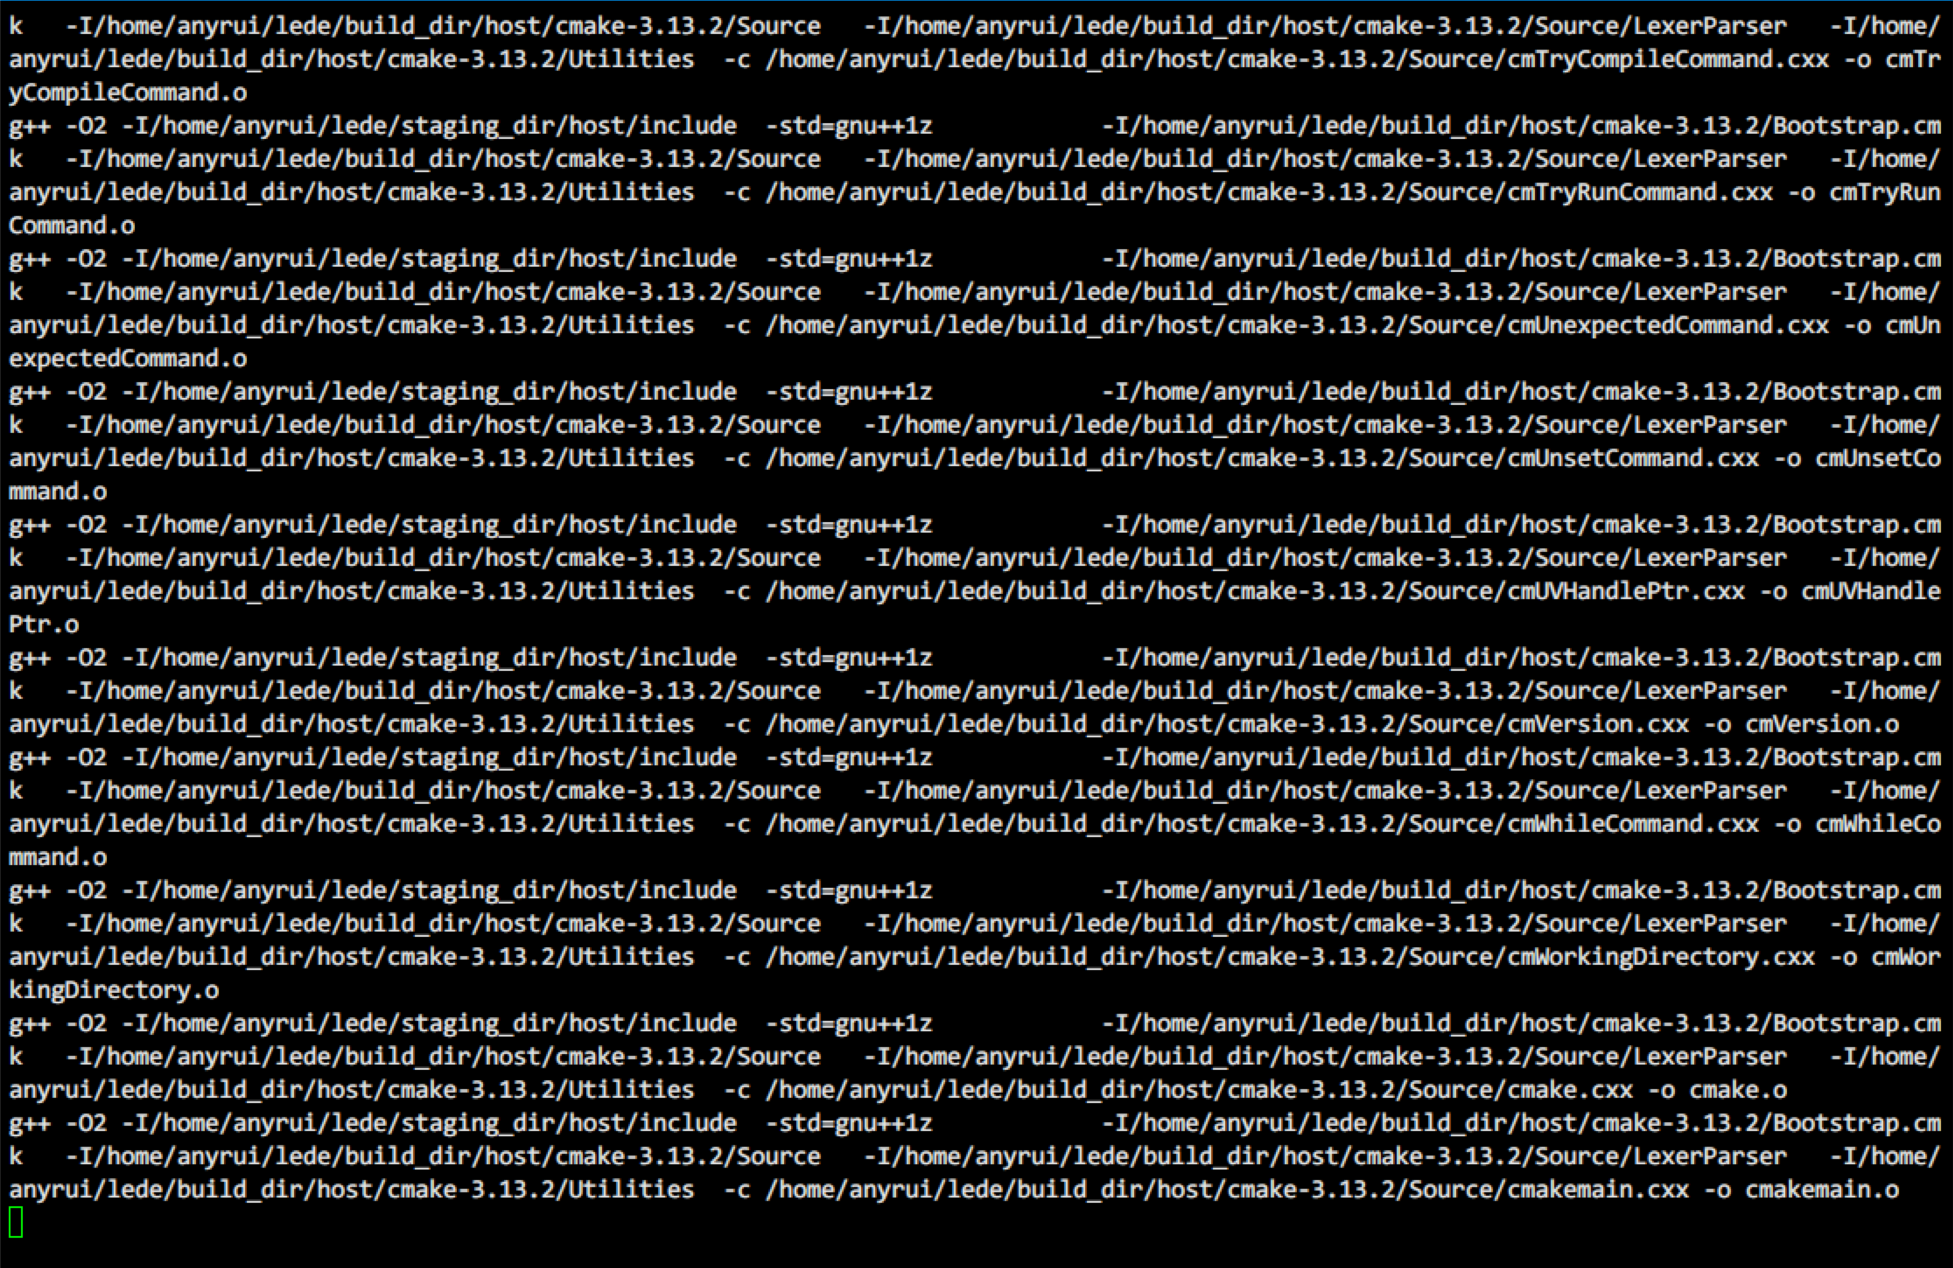 k   -I/home/anyrui/lede/build_dir/host/cmake-3.13.2/Source   -I/home/anyrui/lede/build_dir/host/cmake-3.13.2/Source/LexerParser   -I/home/
anyrui/lede/build_dir/host/cmake-3.13.2/Utilities  -c /home/anyrui/lede/build_dir/host/cmake-3.13.2/Source/cmTryCompileCommand.cxx -o cmTr
yCompileCommand.o
g++ -O2 -I/home/anyrui/lede/staging_dir/host/include  -std=gnu++1z            -I/home/anyrui/lede/build_dir/host/cmake-3.13.2/Bootstrap.cm
k   -I/home/anyrui/lede/build_dir/host/cmake-3.13.2/Source   -I/home/anyrui/lede/build_dir/host/cmake-3.13.2/Source/LexerParser   -I/home/
anyrui/lede/build_dir/host/cmake-3.13.2/Utilities  -c /home/anyrui/lede/build_dir/host/cmake-3.13.2/Source/cmTryRunCommand.cxx -o cmTryRun
Command.o
g++ -O2 -I/home/anyrui/lede/staging_dir/host/include  -std=gnu++1z            -I/home/anyrui/lede/build_dir/host/cmake-3.13.2/Bootstrap.cm
k   -I/home/anyrui/lede/build_dir/host/cmake-3.13.2/Source   -I/home/anyrui/lede/build_dir/host/cmake-3.13.2/Source/LexerParser   -I/home/
anyrui/lede/build_dir/host/cmake-3.13.2/Utilities  -c /home/anyrui/lede/build_dir/host/cmake-3.13.2/Source/cmUnexpectedCommand.cxx -o cmUn
expectedCommand.o
g++ -O2 -I/home/anyrui/lede/staging_dir/host/include  -std=gnu++1z            -I/home/anyrui/lede/build_dir/host/cmake-3.13.2/Bootstrap.cm
k   -I/home/anyrui/lede/build_dir/host/cmake-3.13.2/Source   -I/home/anyrui/lede/build_dir/host/cmake-3.13.2/Source/LexerParser   -I/home/
anyrui/lede/build_dir/host/cmake-3.13.2/Utilities  -c /home/anyrui/lede/build_dir/host/cmake-3.13.2/Source/cmUnsetCommand.cxx -o cmUnsetCo
mmand.o
g++ -O2 -I/home/anyrui/lede/staging_dir/host/include  -std=gnu++1z            -I/home/anyrui/lede/build_dir/host/cmake-3.13.2/Bootstrap.cm
k   -I/home/anyrui/lede/build_dir/host/cmake-3.13.2/Source   -I/home/anyrui/lede/build_dir/host/cmake-3.13.2/Source/LexerParser   -I/home/
anyrui/lede/build_dir/host/cmake-3.13.2/Utilities  -c /home/anyrui/lede/build_dir/host/cmake-3.13.2/Source/cmUVHandlePtr.cxx -o cmUVHandle
Ptr.o
g++ -O2 -I/home/anyrui/lede/staging_dir/host/include  -std=gnu++1z            -I/home/anyrui/lede/build_dir/host/cmake-3.13.2/Bootstrap.cm
k   -I/home/anyrui/lede/build_dir/host/cmake-3.13.2/Source   -I/home/anyrui/lede/build_dir/host/cmake-3.13.2/Source/LexerParser   -I/home/
anyrui/lede/build_dir/host/cmake-3.13.2/Utilities  -c /home/anyrui/lede/build_dir/host/cmake-3.13.2/Source/cmVersion.cxx -o cmVersion.o
g++ -O2 -I/home/anyrui/lede/staging_dir/host/include  -std=gnu++1z            -I/home/anyrui/lede/build_dir/host/cmake-3.13.2/Bootstrap.cm
k   -I/home/anyrui/lede/build_dir/host/cmake-3.13.2/Source   -I/home/anyrui/lede/build_dir/host/cmake-3.13.2/Source/LexerParser   -I/home/
anyrui/lede/build_dir/host/cmake-3.13.2/Utilities  -c /home/anyrui/lede/build_dir/host/cmake-3.13.2/Source/cmWhileCommand.cxx -o cmWhileCo
mmand.o
g++ -O2 -I/home/anyrui/lede/staging_dir/host/include  -std=gnu++1z            -I/home/anyrui/lede/build_dir/host/cmake-3.13.2/Bootstrap.cm
k   -I/home/anyrui/lede/build_dir/host/cmake-3.13.2/Source   -I/home/anyrui/lede/build_dir/host/cmake-3.13.2/Source/LexerParser   -I/home/
anyrui/lede/build_dir/host/cmake-3.13.2/Utilities  -c /home/anyrui/lede/build_dir/host/cmake-3.13.2/Source/cmWorkingDirectory.cxx -o cmWor
kingDirectory.o
g++ -O2 -I/home/anyrui/lede/staging_dir/host/include  -std=gnu++1z            -I/home/anyrui/lede/build_dir/host/cmake-3.13.2/Bootstrap.cm
k   -I/home/anyrui/lede/build_dir/host/cmake-3.13.2/Source   -I/home/anyrui/lede/build_dir/host/cmake-3.13.2/Source/LexerParser   -I/home/
anyrui/lede/build_dir/host/cmake-3.13.2/Utilities  -c /home/anyrui/lede/build_dir/host/cmake-3.13.2/Source/cmake.cxx -o cmake.o
g++ -O2 -I/home/anyrui/lede/staging_dir/host/include  -std=gnu++1z            -I/home/anyrui/lede/build_dir/host/cmake-3.13.2/Bootstrap.cm
k   -I/home/anyrui/lede/build_dir/host/cmake-3.13.2/Source   -I/home/anyrui/lede/build_dir/host/cmake-3.13.2/Source/LexerParser   -I/home/
anyrui/lede/build_dir/host/cmake-3.13.2/Utilities  -c /home/anyrui/lede/build_dir/host/cmake-3.13.2/Source/cmakemain.cxx -o cmakemain.o